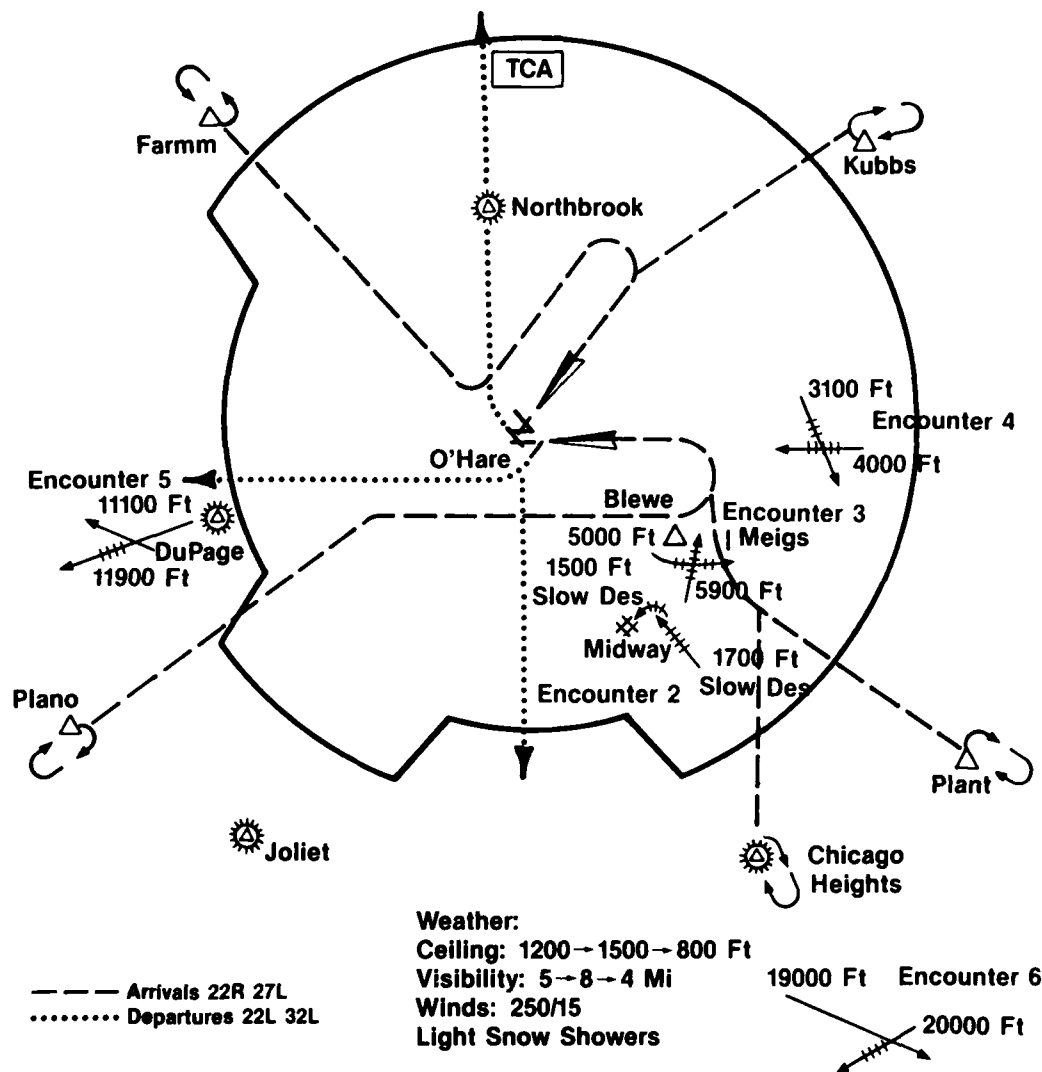 TCA
Farmm
Kubbs
Northbrook
3100 Ft
Encounter 4
4000 Ft
O'Hare
Encounter 5
11100 Ft
DuPage
11900 Ft
Blewe
Encounter 3
Meigs
5000 Ft
1500 Ft
Slow Des
5900 Ft
Midway
1700 Ft
Slow Des
Encounter 2
Plano
Plant
Joliet
Chicago
Heights
Weather:
Ceiling: 1200→1500→800 Ft
Visibility: 5→8→4 Mi
Winds: 250/15
Light Snow Showers
Arrivals 22R 27L
Departures 22L 32L
19000 Ft
Encounter 6
20000 Ft